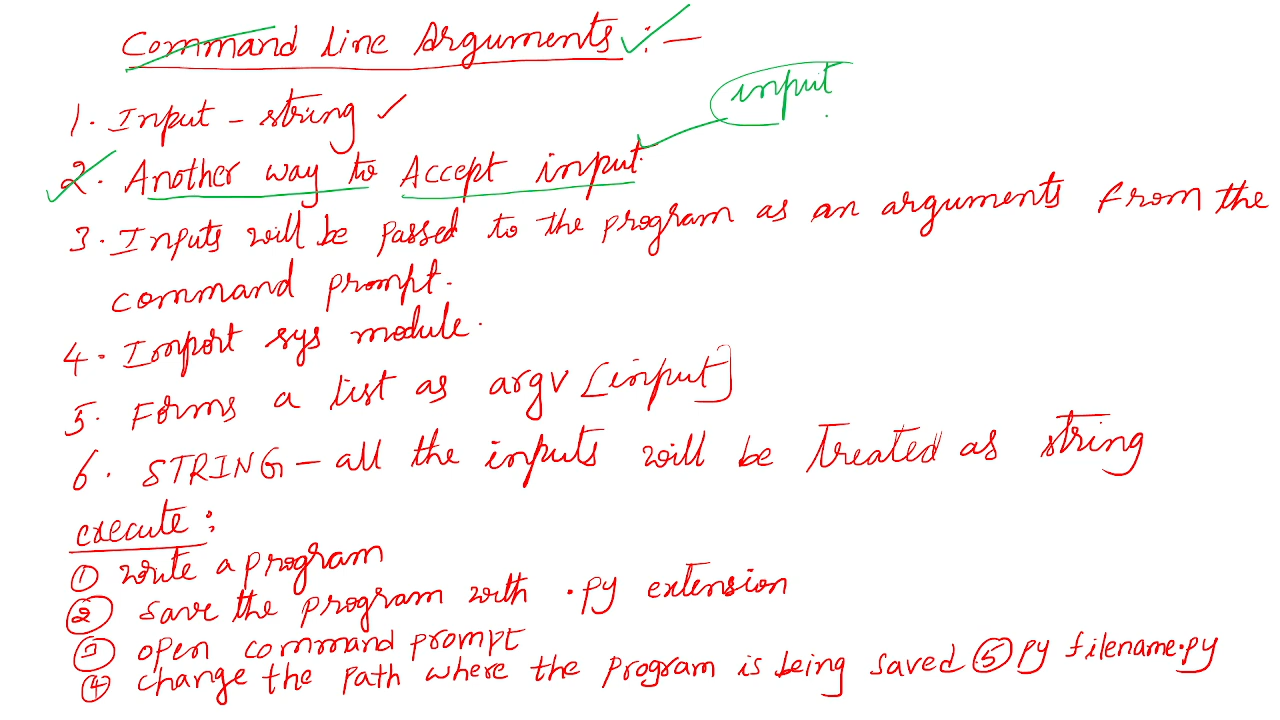 Command line Arguments :-
input
1. Input - string ✓
2. Another way to Accept input.
3. Inputs will be passed to the program as an arguments from the
command prompt.
4. Import sys module.
5. Forms a list as argv [input]
6. STRING - all the inputs will be Treated as string
execute :
① write a program
② save the program with .py extension
③ open command prompt
④ change the path where the program is being saved ⑤ py filename.py